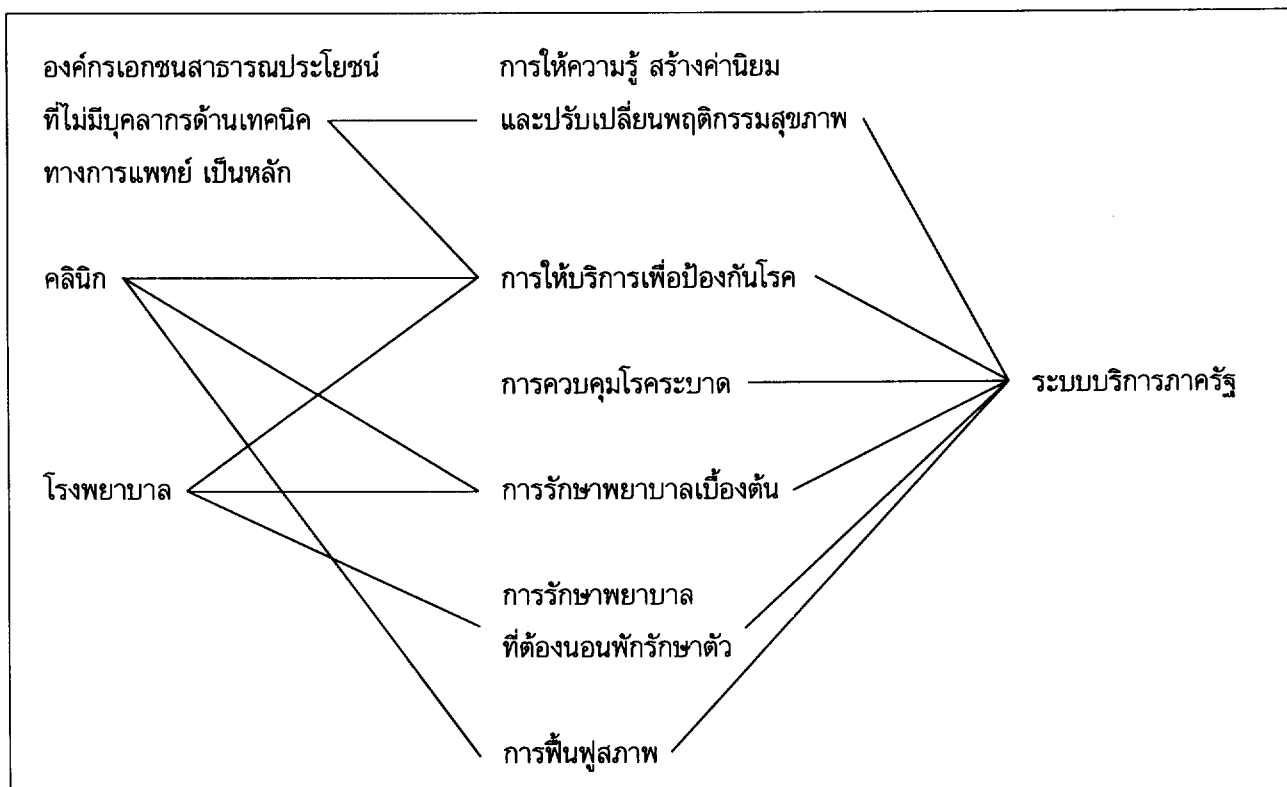 องค์กรเอกชนสาธารณประโยชน์
ที่ไม่มีบุคลากรด้านเทคนิค
ทางการแพทย์ เป็นหลัก
คลินิก
โรงพยาบาล
การให้ความรู้ สร้างค่านิยม
และปรับเปลี่ยนพฤติกรรมสุขภาพ
การให้บริการเพื่อป้องกันโรค
การควบคุมโรคระบาด
การรักษาพยาบาลเบื้องต้น
การรักษาพยาบาล
ที่ต้องนอนพักรักษาตัว
การฟื้นฟูสภาพ
ระบบบริการภาครัฐ